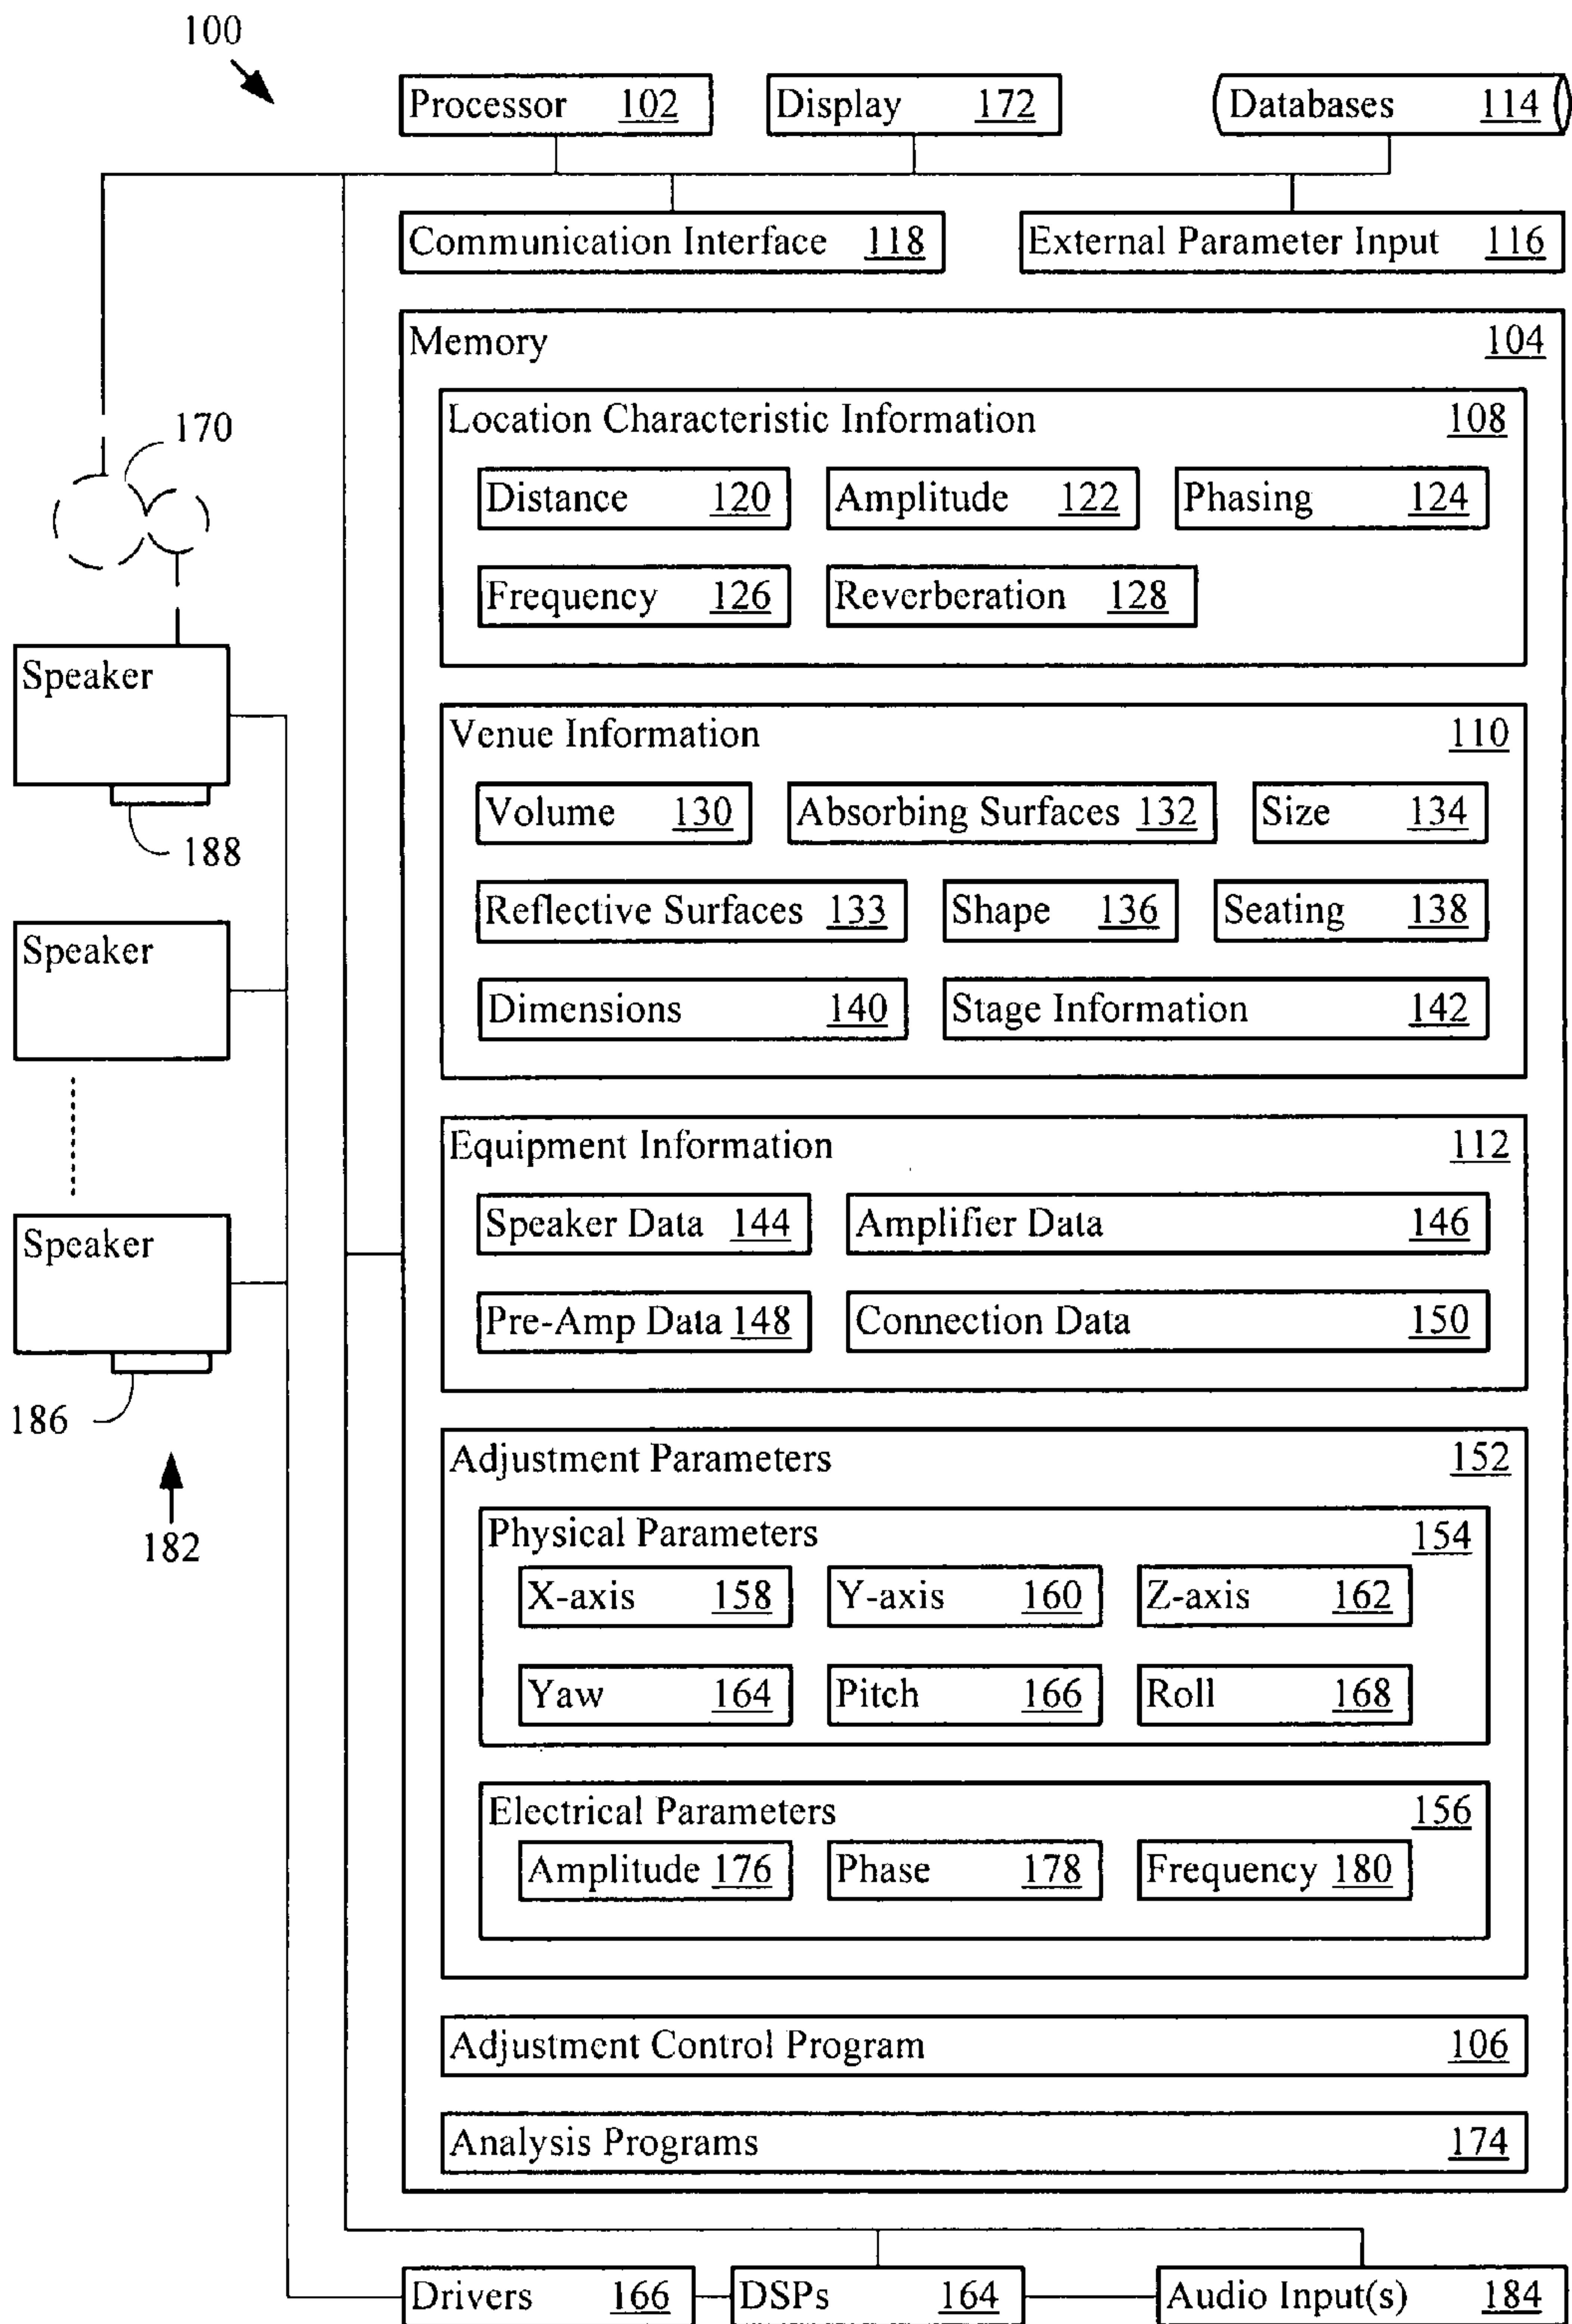 100
Processor 102
Display 172
Databases 114
Communication Interface 118
External Parameter Input 116
Memory 104
Location Characteristic Information 108
Distance 120
Amplitude 122
Phasing 124
Frequency 126
Reverberation 128
170
Speaker
188
Speaker
Speaker
186
182
Venue Information 110
Volume 130
Absorbing Surfaces 132
Size 134
Reflective Surfaces 133
Shape 136
Seating 138
Dimensions 140
Stage Information 142
Equipment Information 112
Speaker Data 144
Amplifier Data 146
Pre-Amp Data 148
Connection Data 150
Adjustment Parameters 152
Physical Parameters 154
X-axis 158
Y-axis 160
Z-axis 162
Yaw 164
Pitch 166
Roll 168
Electrical Parameters 156
Amplitude 176
Phase 178
Frequency 180
Adjustment Control Program 106
Analysis Programs 174
Drivers 166
DSPs 164
Audio Input(s) 184